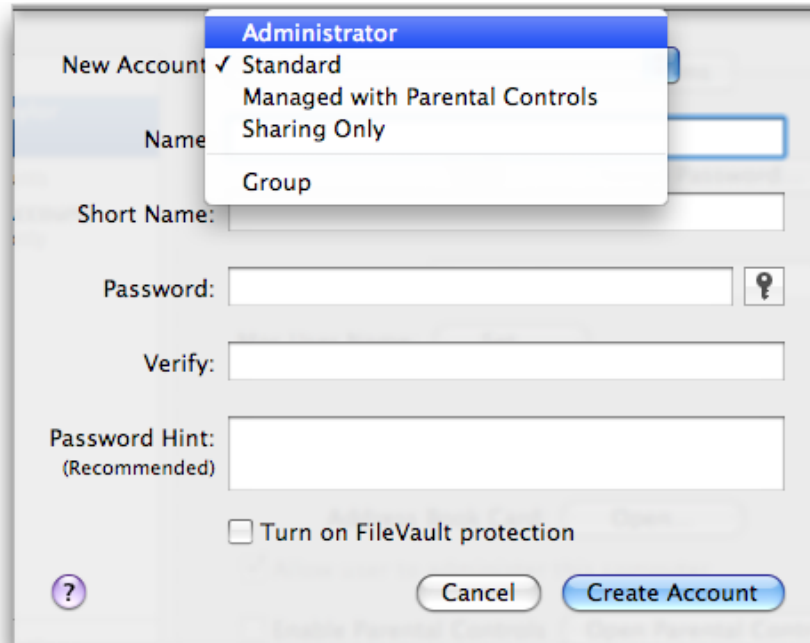 Administrator
New Account ✓ Standard
Managed with Parental Controls
Sharing Only
Group
Name
Short Name:
Password:
Verify:
Password Hint:
(Recommended)
Turn on FileVault protection
? Cancel Create Account